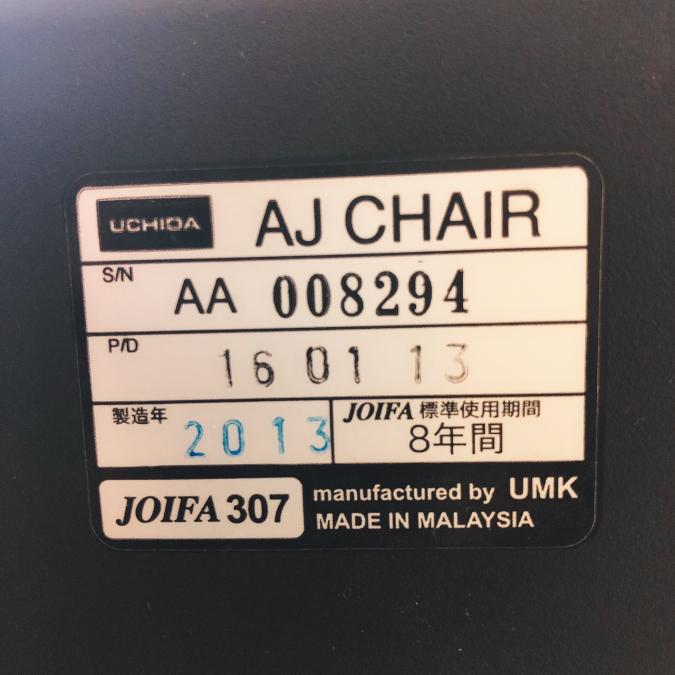 UCHIDA AJ CHAIR
S/N AA 008294
P/D 16 01 13
製造年 2013
JOIFA 標準使用期間
8年間
JOIFA 307
manufactured by UMK
MADE IN MALAYSIA